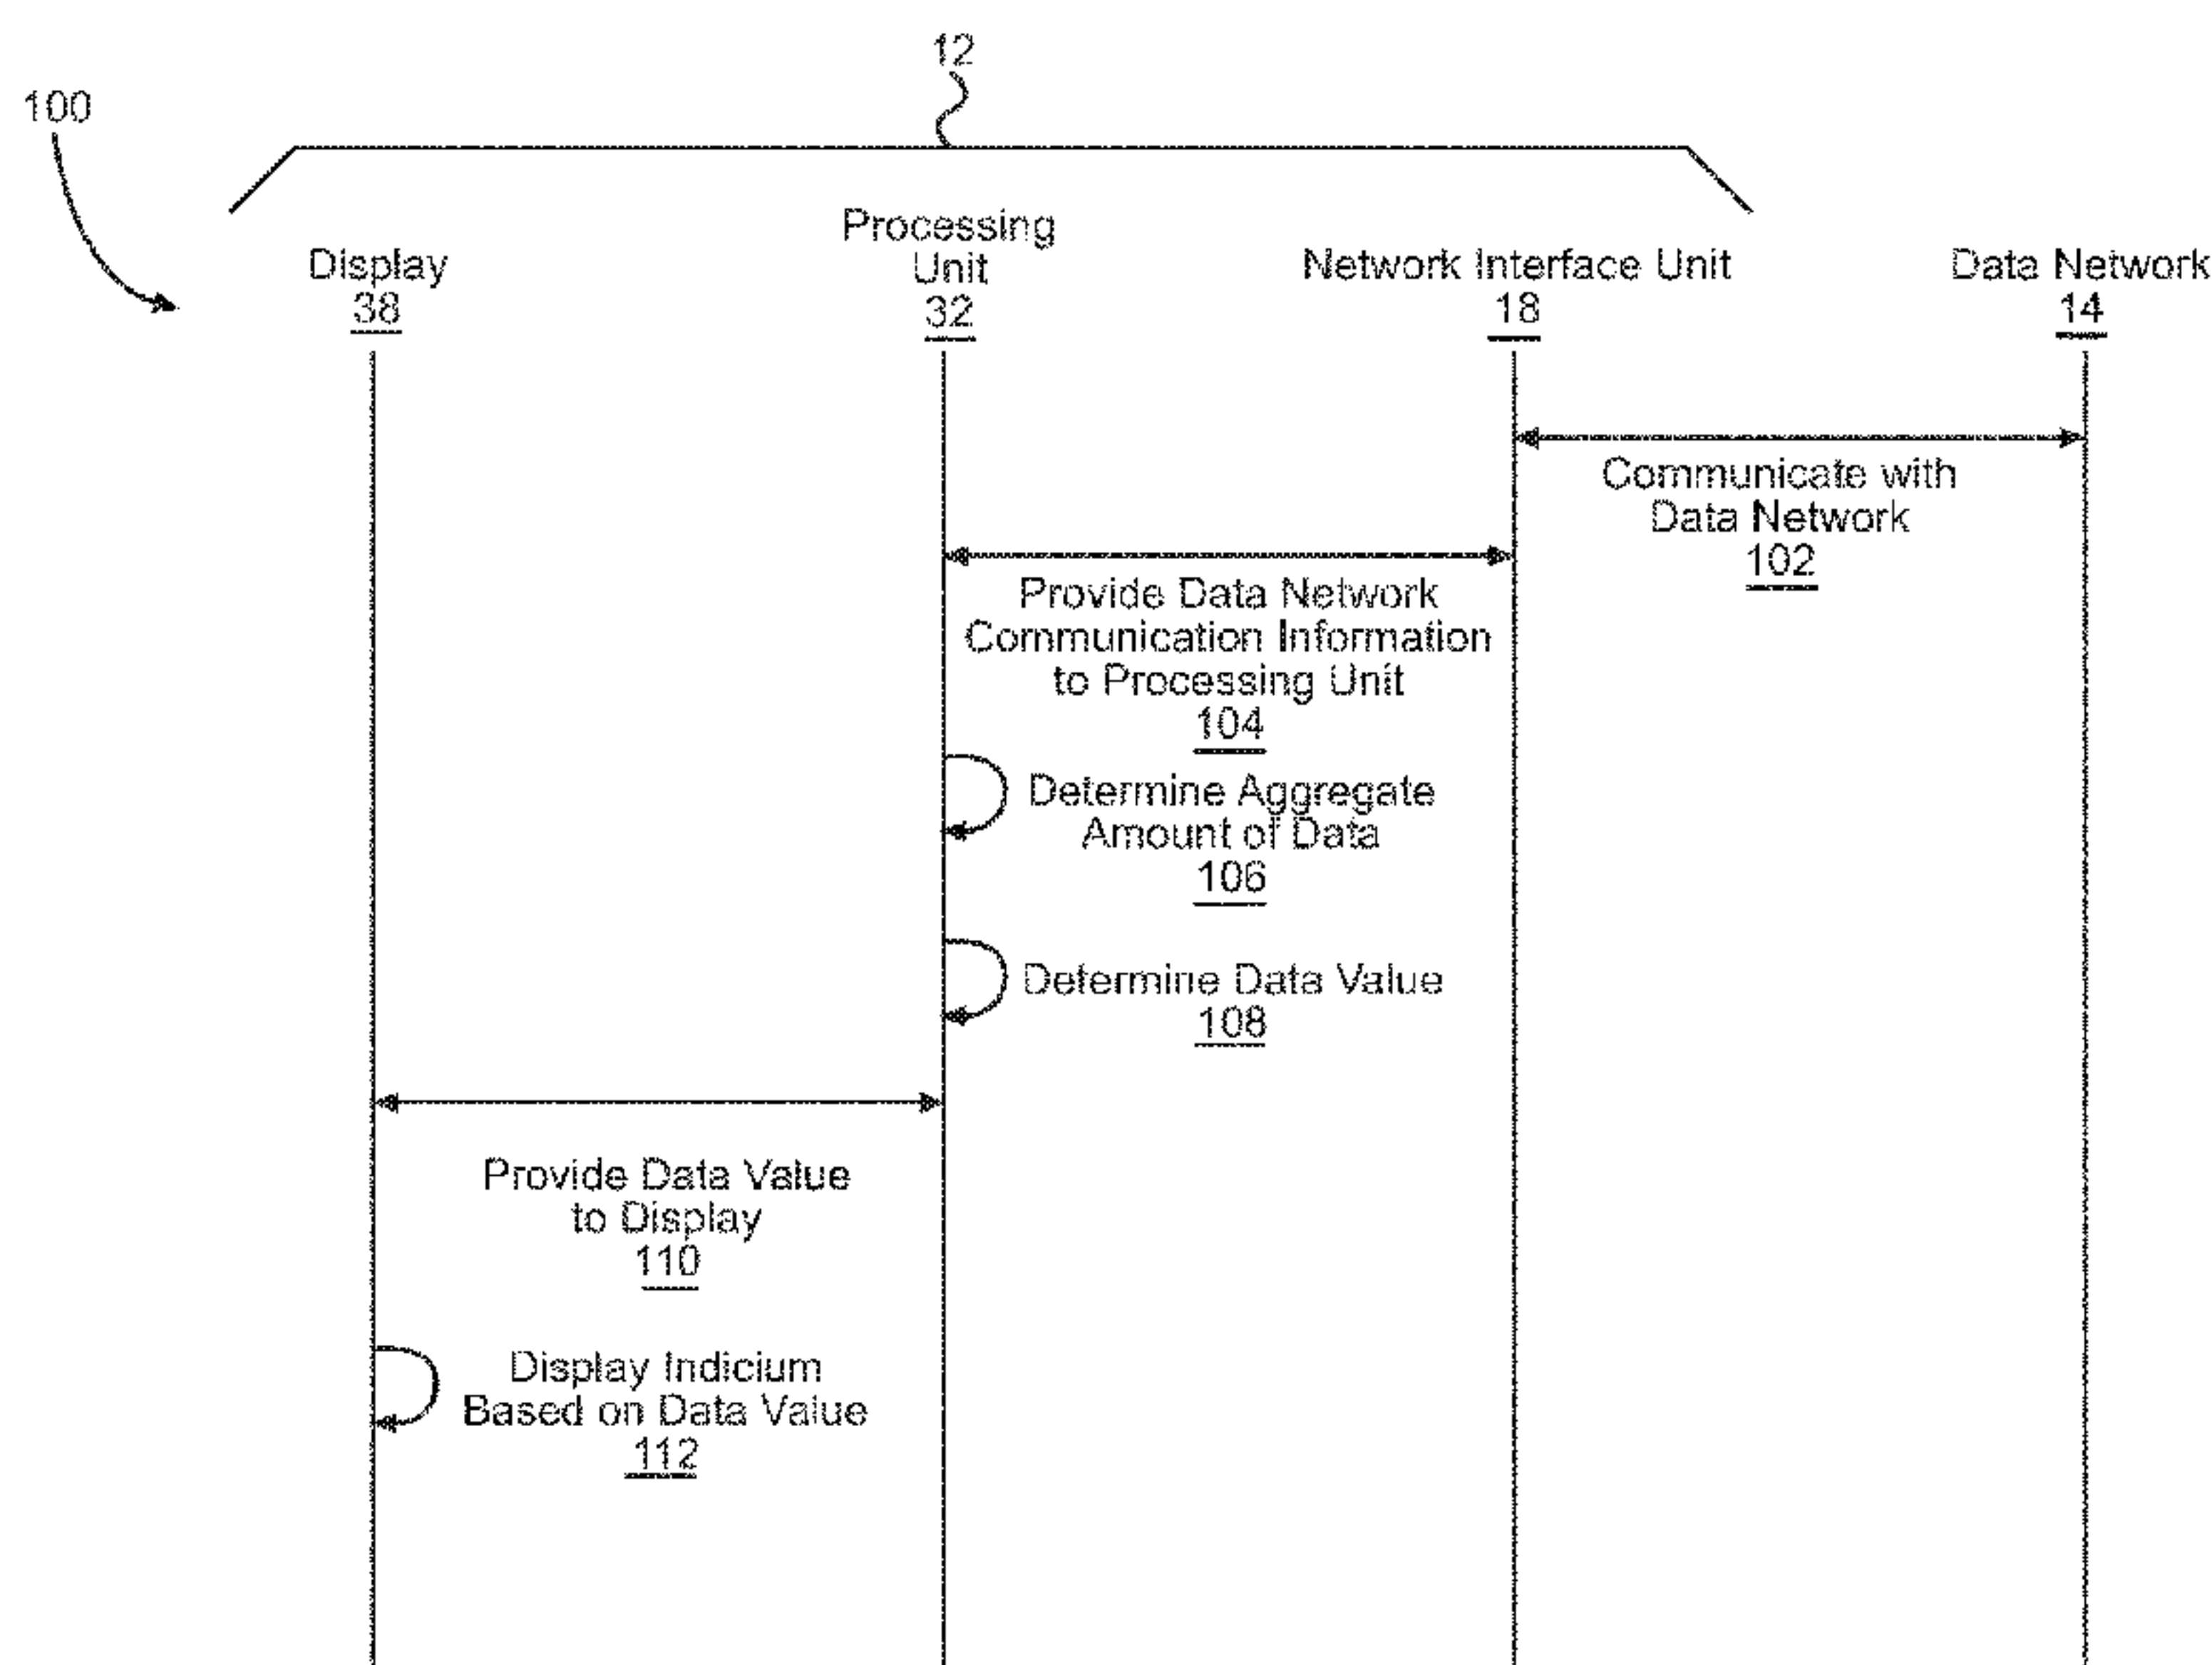 12
100
Display
38
Processing
Unit
32
Network Interface Unit
18
Data Network
14
Communicate with
Data Network
102
Provide Data Network
Communication Information
to Processing Unit
104
Determine Aggregate
Amount of Data
106
Determine Data Value
108
Provide Data Value
to Display
110
Display Indicium
Based on Data Value
112